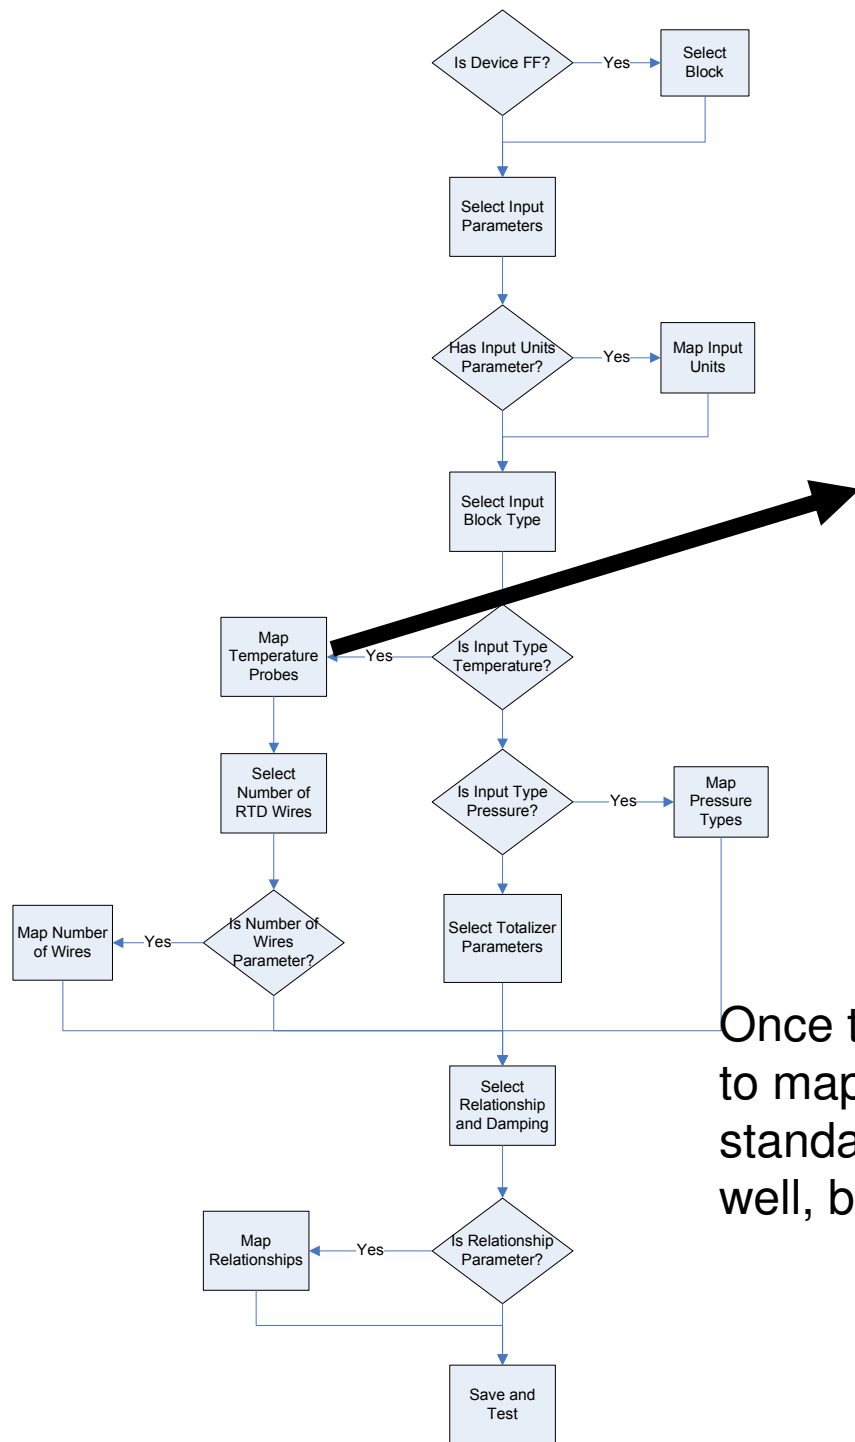 Is Device FF?
Yes
Select
Block
Select Input
Parameters
Has Input Units
Parameter?
Yes
Map Input
Units
Select Input
Block Type
Map
Temperature
Probes
Yes
Is Input Type
Temperature?
Select
Number of
RTD Wires
Is Input Type
Pressure?
Yes
Map
Pressure
Types
Map Number
of Wires
Yes
Is Number of
Wires
Parameter?
Select Totalizer
Parameters
Once
to map
well, b
Select
Relationship
and Damping
Map
Relationships
Yes
Is Relationship
Parameter?
Save and
Test